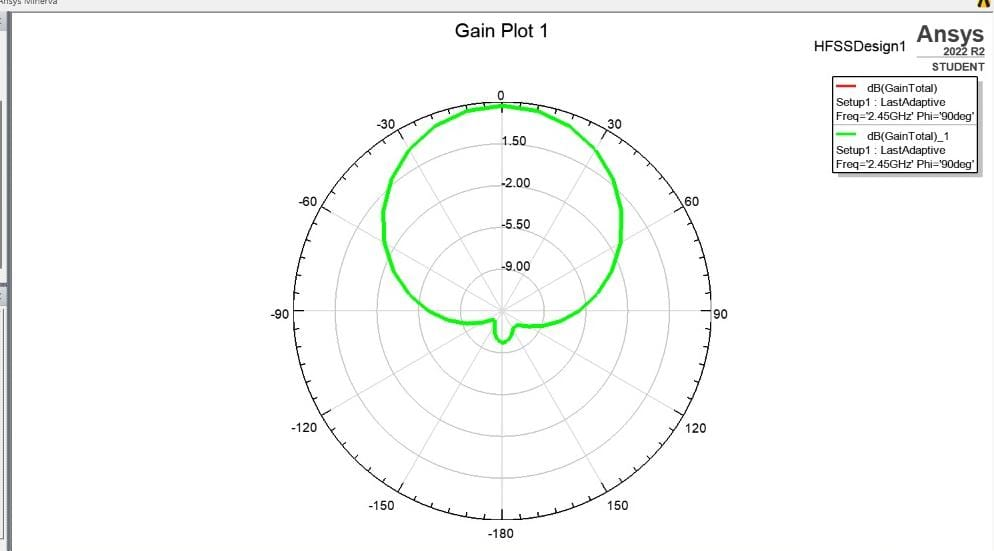 Ansys Minerva
Gain Plot 1
HFSSDesign1
Ansys
2022 R2
STUDENT
dB(GainTotal)
Setup1 : LastAdaptive
Freq='2.45GHz' Phi='90deg'
dB(GainTotal)_1
Setup1 : LastAdaptive
Freq='2.45GHz' Phi='90deg'
0
-30
30
1.50
-60
-2.00
60
-5.50
-9.00
-90
90
-120
120
-150
150
-180